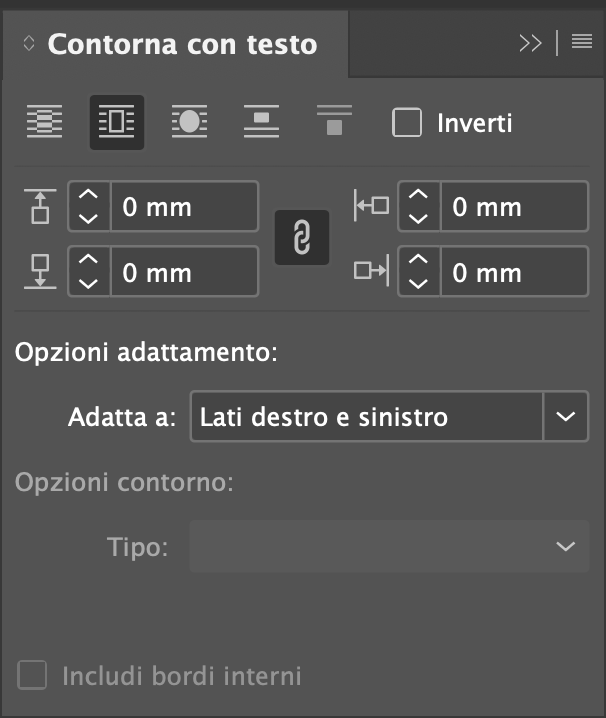 Contorna con testo
Inverti
0 mm
0 mm
0 mm
0 mm
Opzioni adattamento:
Adatta a: Lati destro e sinistro
Opzioni contorno:
Tipo:
Includi bordi interni